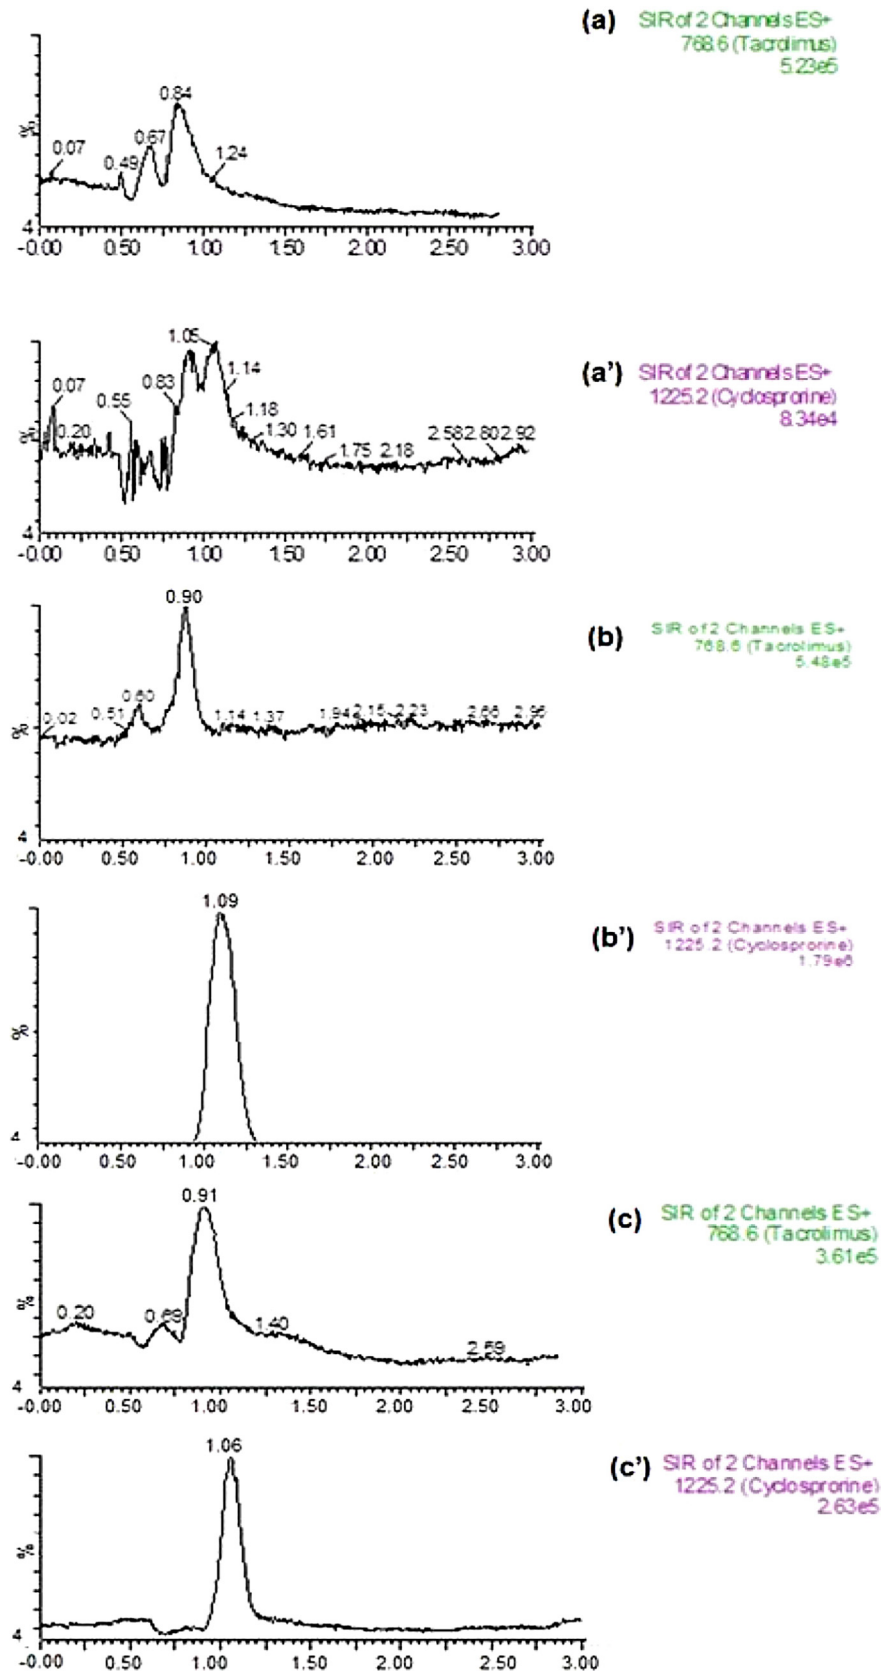 (a)
SIR of 2 Channels ES+
768.6 (Tacrolimus)
5.23e5
0.84
0.67
0.07
0.49
1.24
%
4
-0.00 0.50 1.00 1.50 2.00 2.50 3.00
(a')
SIR of 2 Channels ES+
1225.2 (Cyclosprorine)
8.34e4
1.05
0.07
0.83
1.14
0.55
0.20
1.18
1.30 1.61
1.75 2.18
2.58 2.80 2.92
%
4
-0.00 0.50 1.00 1.50 2.00 2.50 3.00
(b)
SIR of 2 Channels ES+
768.6 (Tacrolimus)
5.48e5
0.90
0.60
0.02
0.51
1.14 1.37
1.94 2.15 2.23
2.66
2.95
%
4
-0.00 0.50 1.00 1.50 2.00 2.50 3.00
(b')
SIR of 2 Channels ES+
1225.2 (Cyclosprorine)
1.79e6
1.09
%
4
-0.00 0.50 1.00 1.50 2.00 2.50 3.00
(c)
SIR of 2 Channels ES+
768.6 (Tacrolimus)
3.61e5
0.91
0.20
0.68
1.40
2.59
%
4
-0.00 0.50 1.00 1.50 2.00 2.50 3.00
(c')
SIR of 2 Channels ES+
1225.2 (Cyclosprorine)
2.63e5
1.06
%
4
-0.00 0.50 1.00 1.50 2.00 2.50 3.00